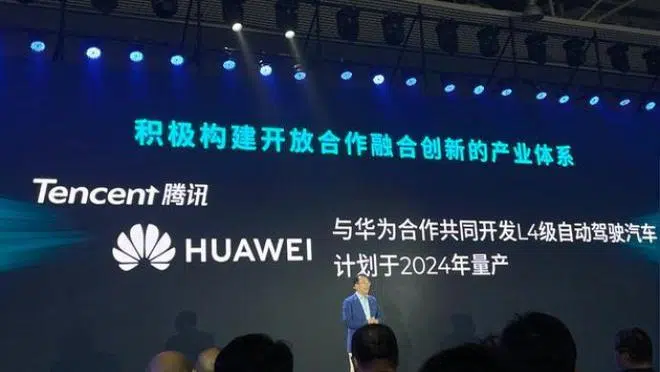 积极构建开放合作融合创新的产业体系
Tencent 腾讯
HUAWEI
与华为合作共同开发L4级自动驾驶汽车
计划于2024年量产